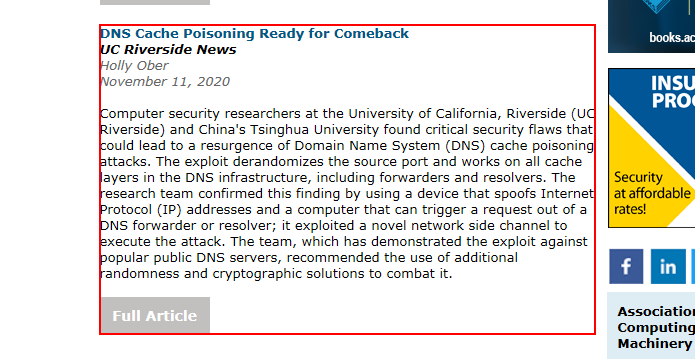 DNS Cache Poisoning Ready for Comeback
UC Riverside News
Holly Ober
November 11, 2020
Computer security researchers at the University of California, Riverside (UC
Riverside) and China's Tsinghua University found critical security flaws that
could lead to a resurgence of Domain Name System (DNS) cache poisoning
attacks. The exploit derandomizes the source port and works on all cache
layers in the DNS infrastructure, including forwarders and resolvers. The
research team confirmed this finding by using a device that spoofs Internet
Protocol (IP) addresses and a computer that can trigger a request out of a
DNS forwarder or resolver; it exploited a novel network side channel to
execute the attack. The team, which has demonstrated the exploit against
popular public DNS servers, recommended the use of additional
randomness and cryptographic solutions to combat it.
Full Article
books.ac
INSU
PRO
Security
at affordable
rates!
f
in
Association
Computing
Machinery